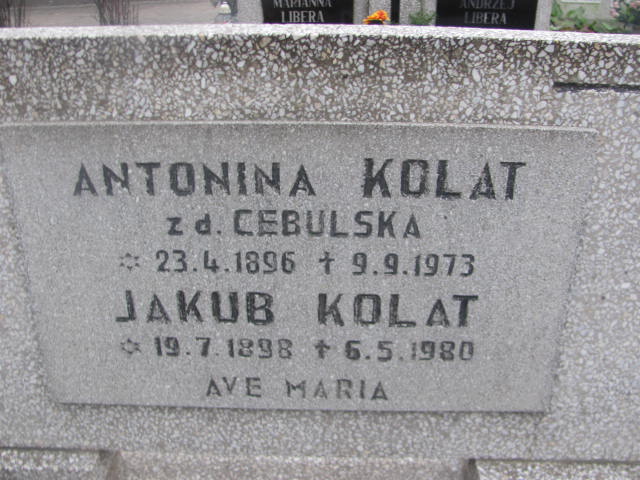 MARIANNA
LIBERA
ANDRZEJ
LIBERA
ANTONINA KOLAT
z d. CEBULSKA
✡ 23.4.1896 † 9.9.1973
JAKUB KOLAT
✡ 19.7.1898 † 6.5.1980
AVE MARIA